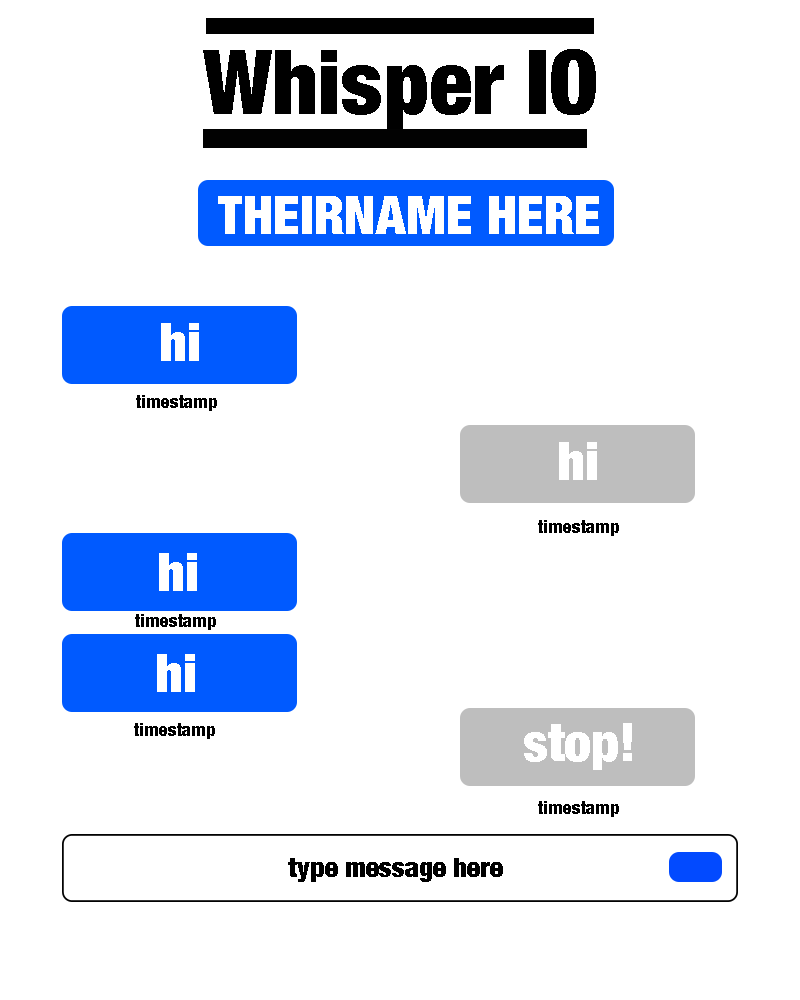 Whisper IO
THEIRNAME HERE
hi
timestamp
hi
timestamp
hi
timestamp
hi
timestamp
stop!
timestamp
type message here